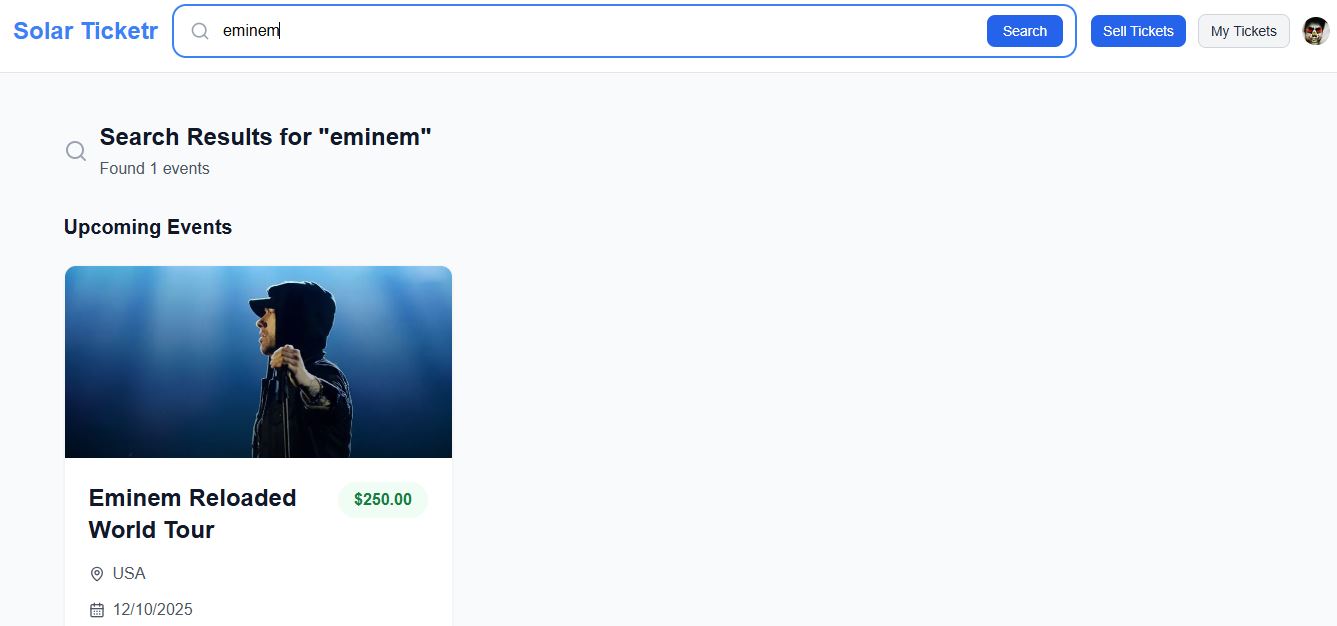 Solar Ticketr
eminem
Search
Sell Tickets
My Tickets
Search Results for "eminem"
Found 1 events
Upcoming Events
Eminem Reloaded
World Tour
$250.00
USA
12/10/2025